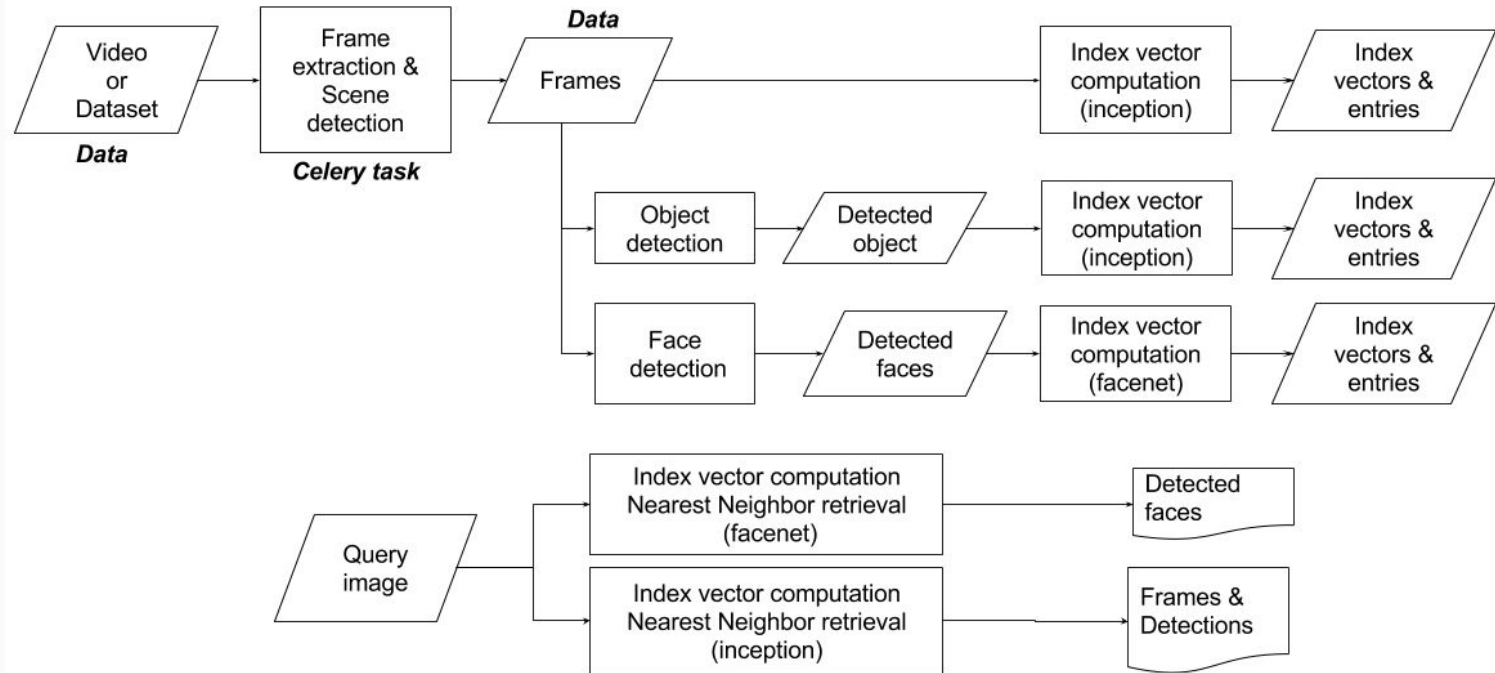 Video
or
Dataset
Data
Frame
extraction &
Scene
detection
Celery task
Data
Frames
Index vector
computation
(inception)
Index
vectors &
entries
Object
detection
Detected
object
Index vector
computation
(inception)
Index
vectors &
entries
Face
detection
Detected
faces
Index vector
computation
(facenet)
Index
vectors &
entries
Query
image
Index vector computation
Nearest Neighbor retrieval
(facenet)
Detected
faces
Index vector computation
Nearest Neighbor retrieval
(inception)
Frames &
Detections